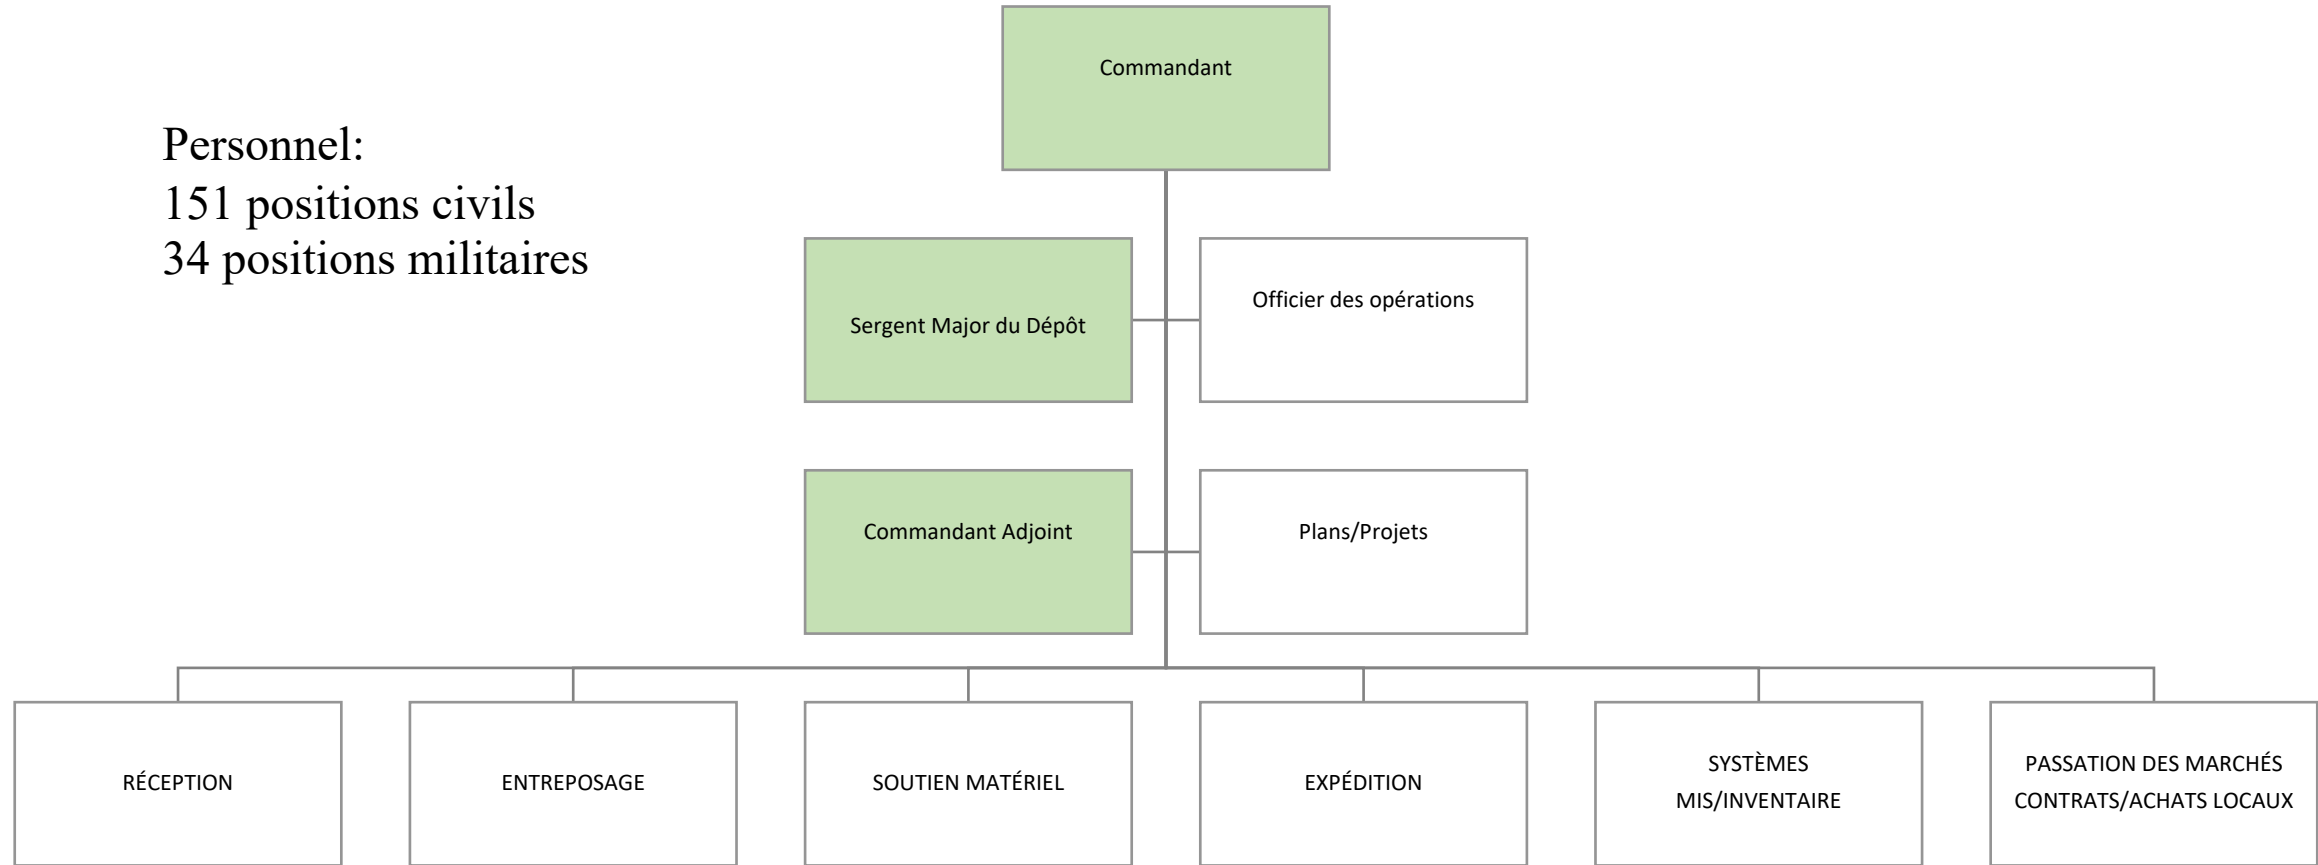 Commandant
Personnel:
151 positions civils
34 positions militaires
Sergent Major du Dépôt
Officier des opérations
Commandant Adjoint
Plans/Projets
RÉCEPTION
ENTREPOSAGE
SOUTIEN MATÉRIEL
EXPÉDITION
SYSTÈMES
MIS/INVENTAIRE
PASSATION DES MARCHÉS
CONTRATS/ACHATS LOCAUX